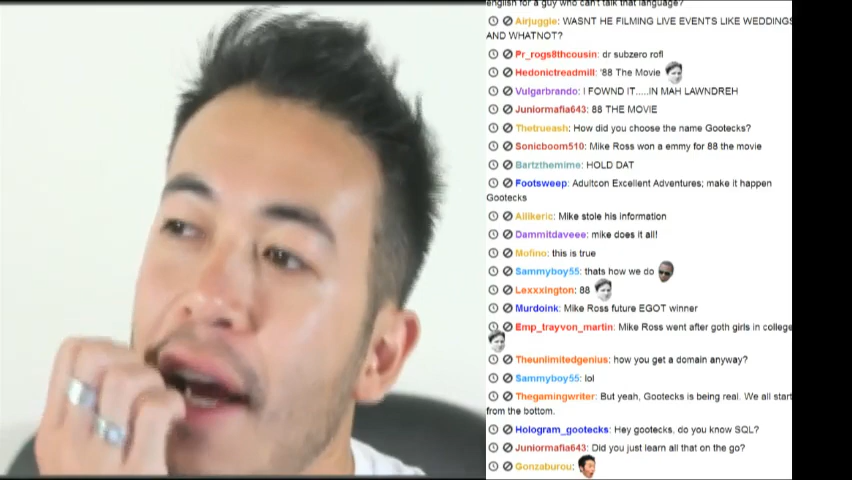 english for a guy who can't talk that language?
Airjuggle: WASNT HE FILMING LIVE EVENTS LIKE WEDDINGS
AND WHATNOT?
Pr_rogs8thcousin: dr subzero rofl
Hedonictreadmill: '88 The Movie
Vulgarbrando: I FOWND IT.....IN MAH LAWNDREH
Juniormafia643: 88 THE MOVIE
Thetrueash: How did you choose the name Gootecks?
Sonicboom510: Mike Ross won a emmy for 88 the movie
Bartzthemime: HOLD DAT
Footsweep: Adultcon Excellent Adventures; make it happen
Gootecks
Allikeric: Mike stole his information
Dammitdaveee: mike does it all!
Mofino: this is true
Sammyboy55: thats how we do
Lexxxington: 88
Murdoink: Mike Ross future EGOT winner
Emp_trayvon_martin: Mike Ross went after goth girls in college
Theunlimitedgenius: how you get a domain anyway?
Sammyboy55: lol
Thegamingwriter: But yeah, Gootecks is being real. We all start
from the bottom.
Hologram_gootecks: Hey gootecks, do you know SQL?
Juniormafia643: Did you just learn all that on the go?
Gonzaburou: